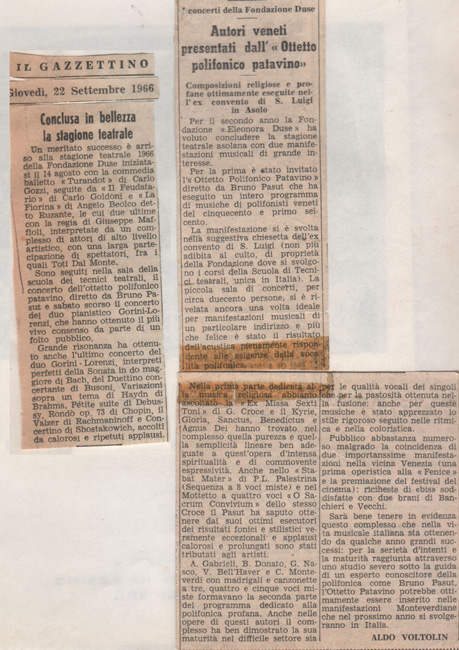 IL GAZZETTINO
Giovedì, 22 Settembre 1966
Conclusa in bellezza
la stagione teatrale
Un meritato successo è arri-
so alla stagione teatrale 1966
della Fondazione Duse iniziata-
si il 14 agosto con la commedia
balletto « Turandot » di Carlo
Gozzi, seguita da « Il Feudata-
rio » di Carlo Goldoni e « La
Fiorina » di Angelo Beolco detto
Ruzante, le cui due ultime
con la regia di Giuseppe Maf-
fioli, interpretate da un com-
plesso di attori di alto livello
artistico, con una larga parte-
cipazione di spettatori, fra i
quali Toti Dal Monte.
Sono seguiti nella sala della
scuola dei tecnici teatrali, il
concerto dell'ottetto polifonico
patavino, diretto da Bruno Pa-
sut e sabato scorso il concerto
del duo pianistico Gorini-Lo-
renzi, che hanno ottenuto il più
vivo consenso da parte di un
folto pubblico.
Grande risonanza ha ottenu-
to anche l'ultimo concerto del
duo Gorini - Lorenzi, interpreti
perfetti della Sonata in do mag-
giore di Bach, del Duettino con-
certante di Busoni, Variazioni
sopra un tema di Haydn di
Brahms, Petite suite di Debus-
sy, Rondò op. 73 di Chopin, il
Valzer di Rachmaninoff e Con-
certino di Shostakowich, accolti
da calorosi e ripetuti applausi
concerti della Fondazione Duse
Autori veneti
presentati dall' « Ottetto
polifonico patavino»
Composizioni religiose e pro-
fane ottimamente eseguite nel-
l'ex convento di S. Luigi
in Asolo
Per il secondo anno la Fon-
dazione « Eleonora Duse » ha
voluto concludere la stagione
teatrale asolana con due manife-
stazioni musicali di grande in-
teresse.
Per la prima è stato invitato
l'« Ottetto Polifonico Patavino »
diretto da Bruno Pasut che ha
eseguito un intero programma
di musiche di polifonisti veneti
del cinquecento e primo sei-
cento.
La manifestazione si è svolta
nella suggestiva chiesetta dell'ex
convento di S. Luigi (non più
adibita al culto, di proprietà
della Fondazione dove si svolgo-
no i corsi della Scuola di Tecni-
ci teatrali, unica in Italia). La
piccola sala di concetti, per
circa duecento persone, si è ri-
velata ancora una volta ideale
per manifestazioni musicali di
un particolare indirizzo e più
che felice è stato il risultato
dell'acustica pienamente rispon-
dente alle esigenze della voca-
lità polifonica.
Nella prima parte dedicata al-
la musica religiosa abbiamo
ascoltato la « Ex Missa Sexti
Toni » di G. Croce e il Kyrie,
Gloria, Sanctus, Benedictus e
Agnus Dei hanno trovato nel
complesso quella purezza e quel-
la semplicità lineare ben ade-
guate a quest'opera d'intensa
spiritualità e di commovente
espressività. Anche nello « Sta-
bat Mater » di P.L. Palestrina
(Sequenza a 8 voci miste) e nel
Mottetto a quattro voci « O Sa-
crum Convivium » dello stesso
Croce il Pasut ha saputo otte-
nere dai suoi ottimi esecutori
dei risultati fonici e stilistici ve-
ramente eccezionali e applausi
calorosi e prolungati sono stati
tributati agli artisti.
A. Gabrieli, B. Donato, G. Na-
sco, V. Bell'Haver e C. Monte-
verdi con madrigali e canzonette
a tre, quattro e cinque voci mi-
ste formavano la seconda parte
del programma dedicato alla
polifonia profana. Anche nelle
opere di questi autori il com-
plesso ha ben dimostrato la sua
maturità nel difficile settore sia
per le qualità vocali dei singoli
che per la pastosità ottenuta nel-
la fusione: anche per queste
musiche è stato apprezzato lo
stile rigoroso seguito nelle ritmi-
ca e nella coloristica.
Pubblico abbastanza numero-
so malgrado la coincidenza di
due importanssime manifesta-
zioni nella vicina Venezia (una
prima operistica alla « Fenice »
e la premiazione del festival del
cinema): richieste di «bis» sod-
disfatte con due brani di Ban-
chieri e Vecchi.
Sarà bene tenere in evidenza
questo complesso che nella vi-
ta musicale italiana sta ottenen-
do da qualche anno grandi suc-
cessi: per la serietà d'intenti e
la maturità raggiunta attraverso
uno studio severo sotto la guida
di un esperto conoscitore della
polifonia come Bruno Pasut,
l'Ottetto Patavino potrebbe otti-
mamente essere inserito nelle
manifestazioni Monteverdiane
che nel prossimo anno si svolge-
ranno in Italia.
ALDO VOLTOLIN